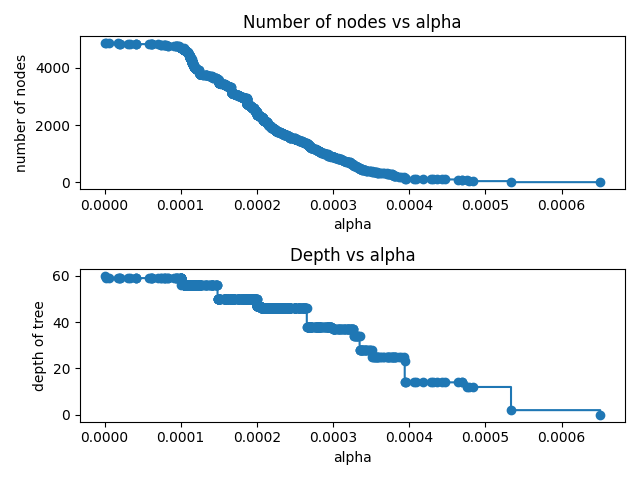 Number of nodes vs alpha
number of nodes
4000
2000
0
0.0000 0.0001 0.0002 0.0003 0.0004 0.0005 0.0006
alpha
Depth vs alpha
depth of tree
60
40
20
0
0.0000 0.0001 0.0002 0.0003 0.0004 0.0005 0.0006
alpha